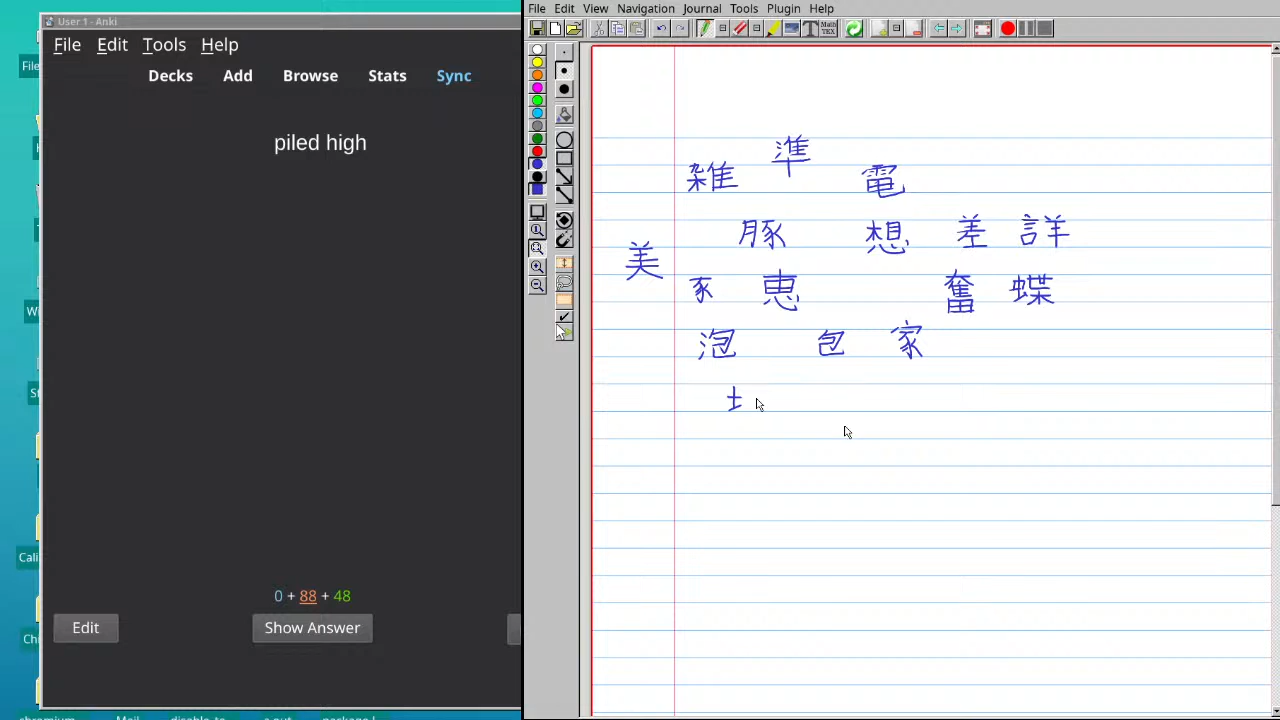 User 1 - Anki
File Edit Tools Help
Decks Add Browse Stats Sync
piled high
0 + 88 + 48
Edit Show Answer
File Edit View Navigation Journal Tools Plugin Help
準
雑 電
豚 想 差 詳
美
豕 恵 奮 蝶
泡 包 家
土